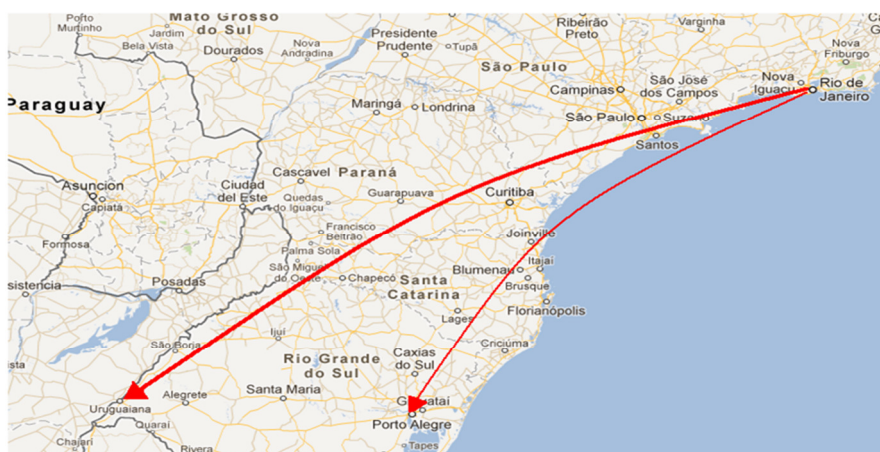 Porto
Murtinho
Mato Grosso
do Sul
Jardim
Bela Vista
Dourados
Nova
Andradina
Presidente
Prudente
Tupã
Ribeirão
Preto
Varginha
Nova
Friburgo
São Paulo
Campinas
São José
dos Campos
Nova
Iguaçu
Rio de
Janeiro
Paraguay
Maringá
Londrina
São Paulo
Santos
Asuncion
Capiatá
Ciudad
del Este
Cascavel
Paraná
Quedas
do Iguaçu
Guarapuava
Curitiba
Formosa
Francisco
Beltrão
Palma Sola
São Miguel
do Oeste
Chapecó
Joinville
Itajaí
Blumenau
Brusque
Santa
Catarina
Florianópolis
sistencia
Posadas
Lages
Criciúma
São Borja
Ijuí
Rio Grande
do Sul
Caxias
do Sul
Santa Maria
Uruguaiana
Alegrete
Porto Alegre
Quaraí
Chajarí
Rivera
Tapes